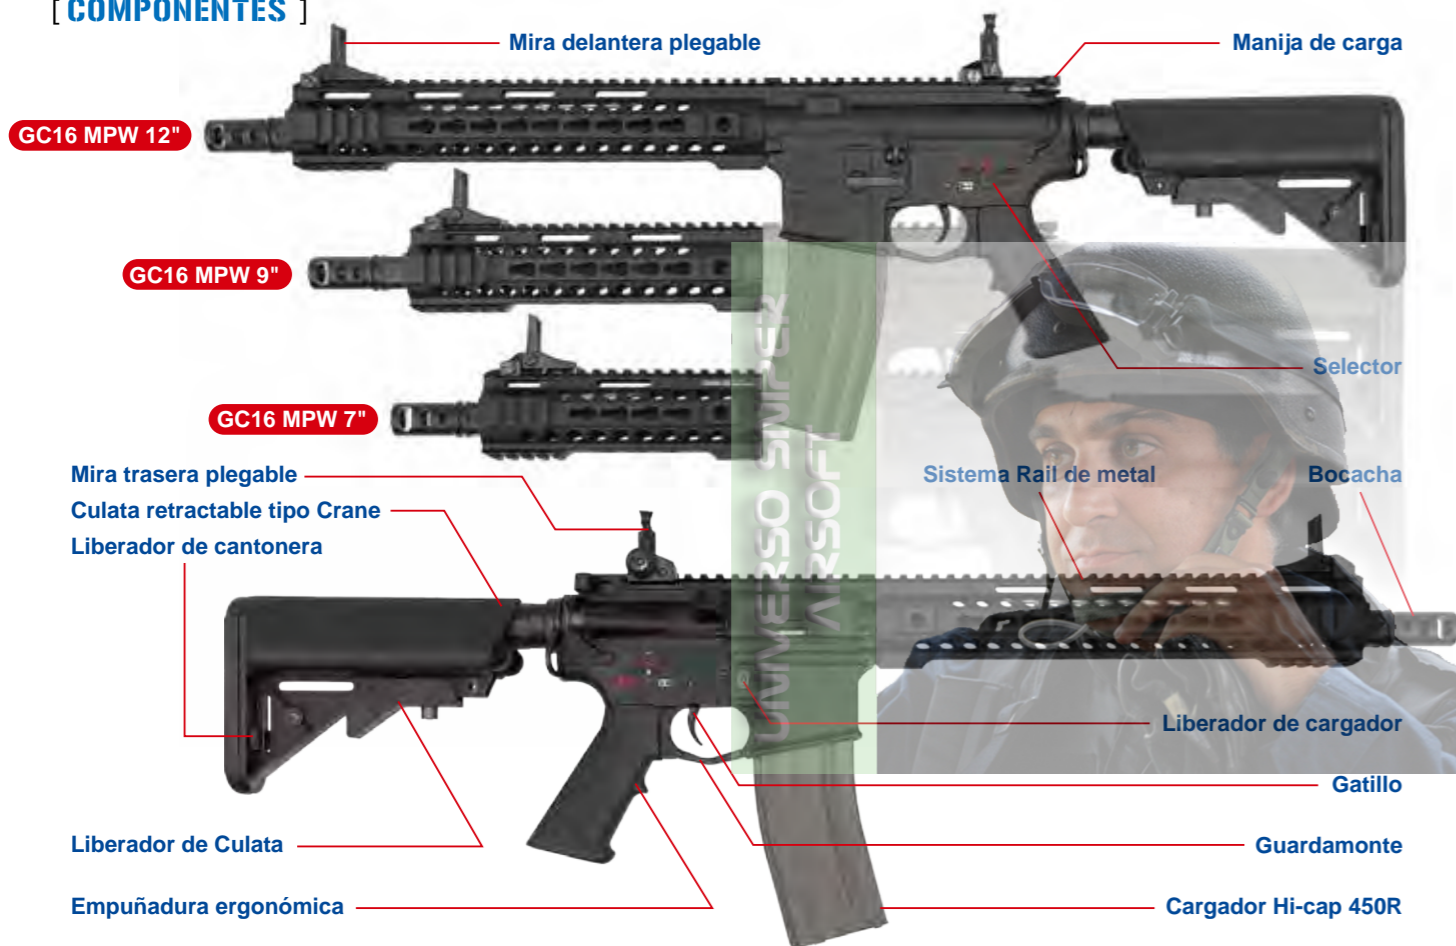 [ COMPONENTES ]
Mira delantera plegable
Manija de carga
GC16 MPW 12"
GC16 MPW 9"
GC16 MPW 7"
Selector
Mira trasera plegable
Sistema Rail de metal
Bocacha
Culata retractable tipo Crane
Liberador de cantonera
UNIVERSO SNIPER
AIRSOFT
Liberador de cargador
Gatillo
Liberador de Culata
Guardamonte
Empuñadura ergonómica
Cargador Hi-cap 450R